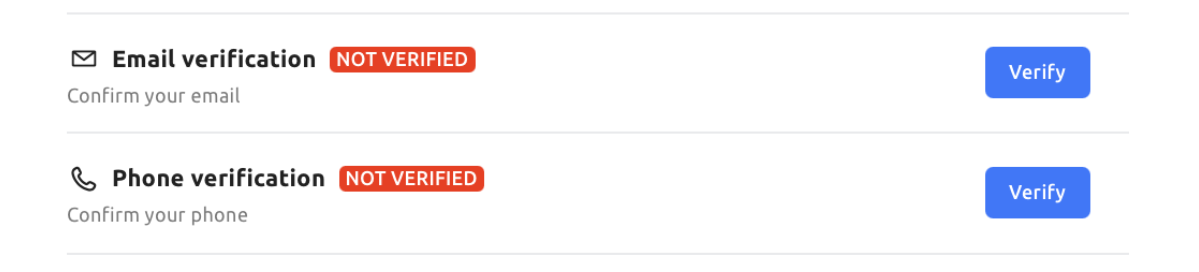 Email verification NOT VERIFIED
Verify
Confirm your email
Phone verification NOT VERIFIED
Verify
Confirm your phone